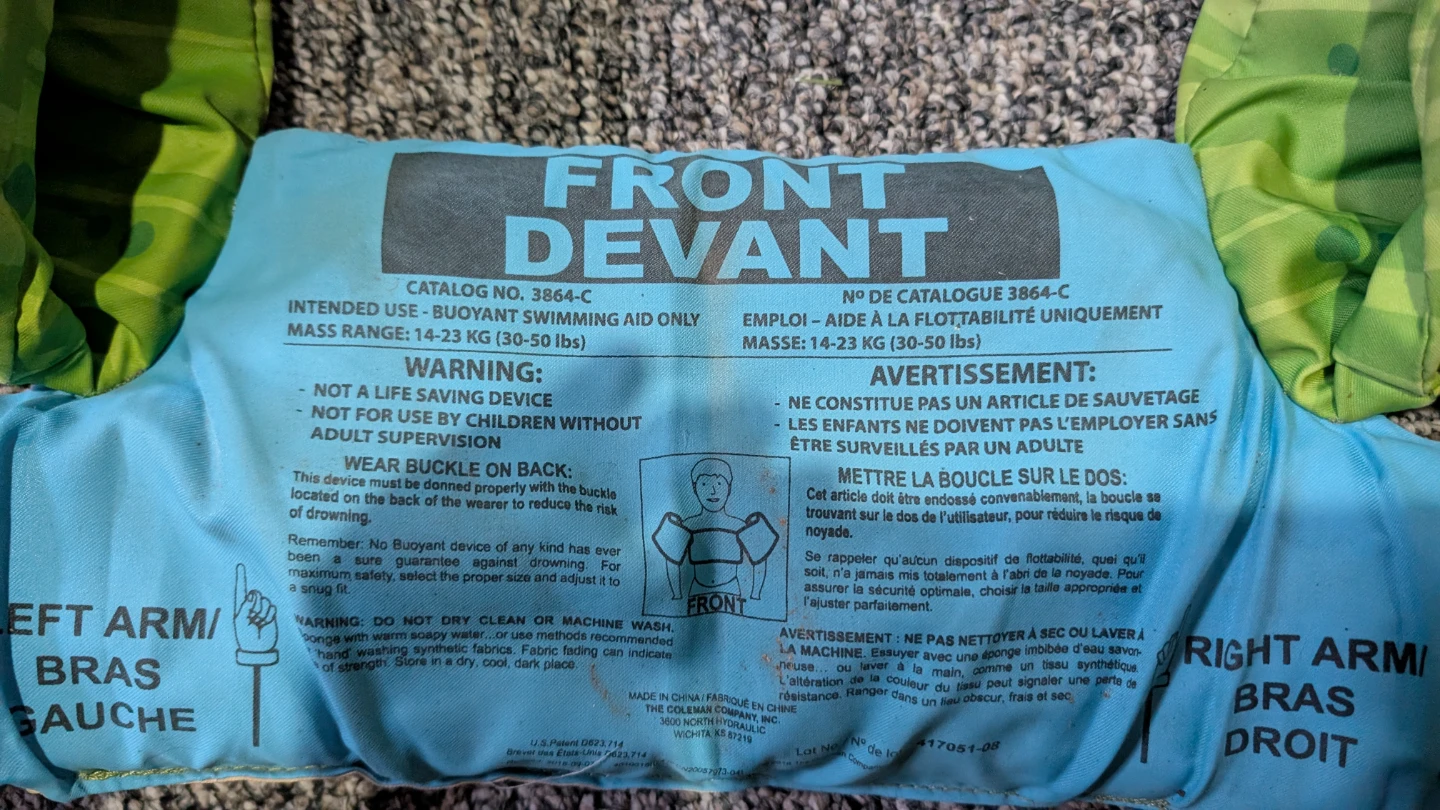 FRONT
DEVANT
CATALOG NO. 3864-C
INTENDED USE - BUOYANT SWIMMING AID ONLY
MASS RANGE: 14-23 KG (30-50 lbs)
Nº DE CATALOGUE 3864-C
EMPLOI – AIDE À LA FLOTTABILITÉ UNIQUEMENT
MASSE: 14-23 KG (30-50 lbs)
WARNING:
- NOT A LIFE SAVING DEVICE
- NOT FOR USE BY CHILDREN WITHOUT
ADULT SUPERVISION
AVERTISSEMENT:
- NE CONSTITUE PAS UN ARTICLE DE SAUVETAGE
- LES ENFANTS NE DOIVENT PAS L'EMPLOYER SANS
ÊTRE SURVEILLÉS PAR UN ADULTE
WEAR BUCKLE ON BACK:
This device must be donned properly with the buckle
located on the back of the wearer to reduce the risk
of drowning.
Remember: No Buoyant device of any kind has ever
been a sure guarantee against drowning. For
maximum safety, select the proper size and adjust it to
a snug fit.
WARNING: DO NOT DRY CLEAN OR MACHINE WASH.
with warm soapy water...or use methods recommended
'hand' washing synthetic fabrics. Fabric fading can indicate
of strength. Store in a dry, cool, dark place.
FRONT
METTRE LA BOUCLE SUR LE DOS:
Cet article doit être endossé convenablement, la boucle se
trouvant sur le dos de l'utilisateur, pour réduire le risque de
noyade.
Se rappeler qu'aucun dispositif de flottabilité, quel qu'il
soit, n'a jamais mis totalement à l'abri de la noyade. Pour
assurer la sécurité optimale, choisir la taille appropriée et
l'ajuster parfaitement.
AVERTISSEMENT : NE PAS NETTOYER À SEC OU LAVER À
LA MACHINE. Essuyer avec une éponge imbibée d'eau savon-
neuse... ou laver à la main, comme un tissu synthétique.
L'altération de la couleur du tissu peut signaler une perte de
résistance. Ranger dans un lieu obscur, frais et sec.
LEFT ARM/
BRAS
GAUCHE
RIGHT ARM/
BRAS
DROIT
MADE IN CHINA / FABRIQUÉ EN CHINE
THE COLEMAN COMPANY, INC.
3600 NORTH HYDRAULIC
WICHITA, KS 67219
U.S.Patent D623,714
Brevet des États-Unis D623,714
Lot No / Nº de lot 417051-08